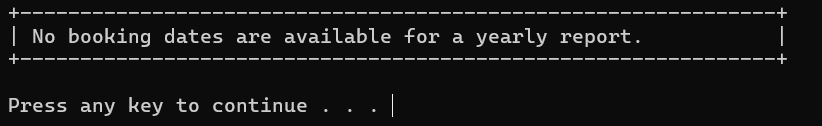 +---------------------------------------------------------------+
| No booking dates are available for a yearly report.           |
+---------------------------------------------------------------+
Press any key to continue . . .